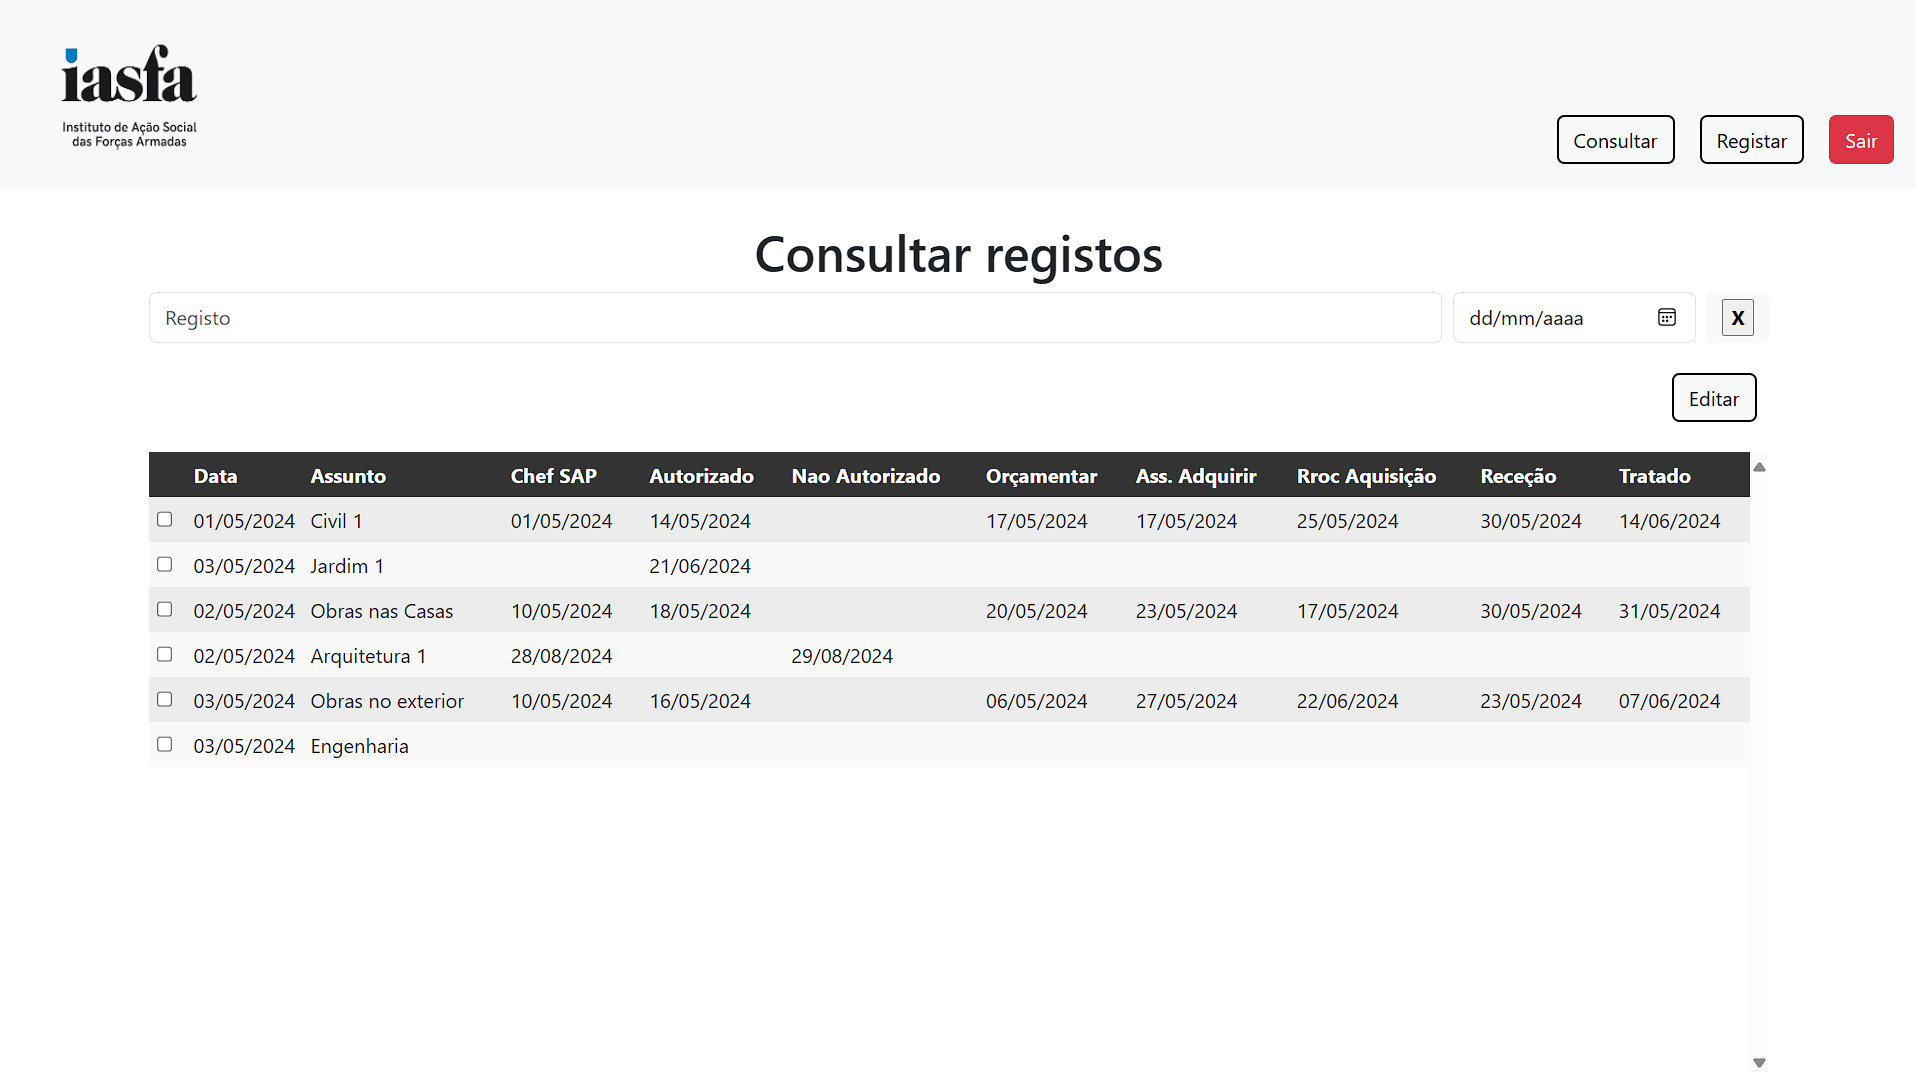 iasfa
Instituto de Ação Social
das Forças Armadas
Consultar Registar Sair
Consultar registos
Registo dd/mm/aaaa X
Editar
Data Assunto Chef SAP Autorizado Nao Autorizado Orçamentar Ass. Adquirir Rroc Aquisição Receção Tratado
01/05/2024 Civil 1 01/05/2024 14/05/2024 17/05/2024 17/05/2024 25/05/2024 30/05/2024 14/06/2024
03/05/2024 Jardim 1 21/06/2024
02/05/2024 Obras nas Casas 10/05/2024 18/05/2024 20/05/2024 23/05/2024 17/05/2024 30/05/2024 31/05/2024
02/05/2024 Arquitetura 1 28/08/2024 29/08/2024
03/05/2024 Obras no exterior 10/05/2024 16/05/2024 06/05/2024 27/05/2024 22/06/2024 23/05/2024 07/06/2024
03/05/2024 Engenharia